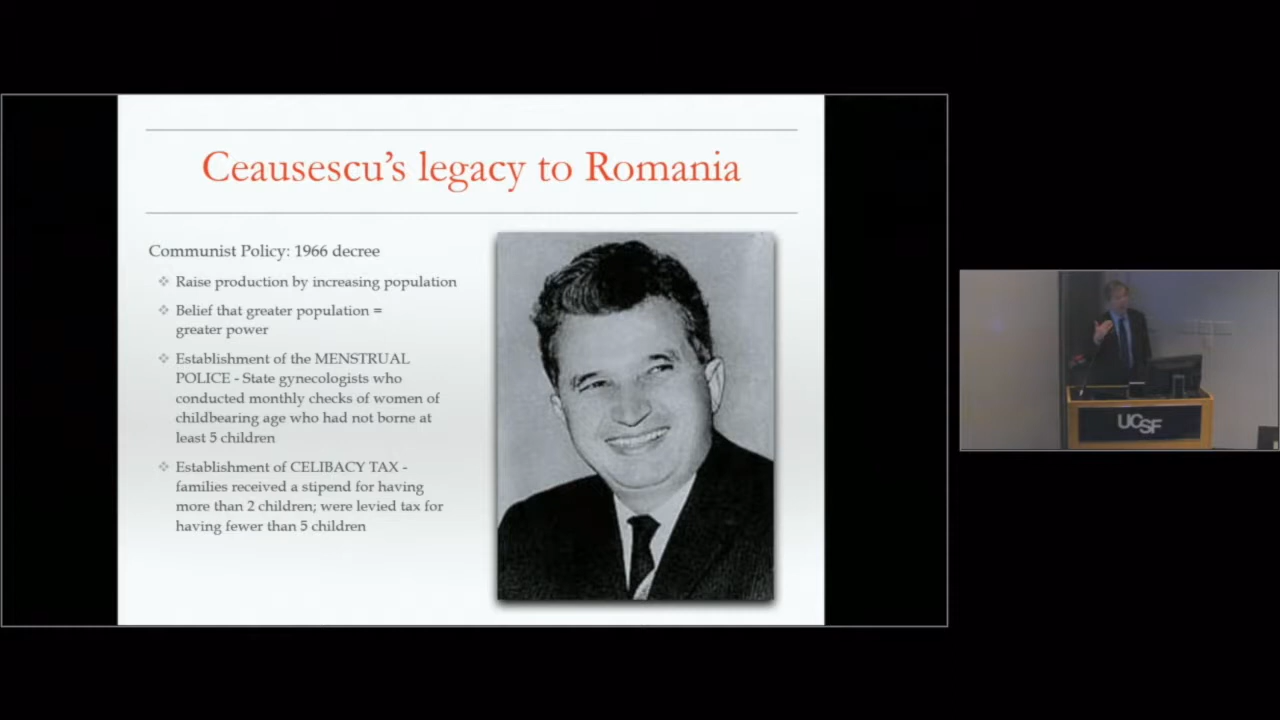 Ceausescu's legacy to Romania
Communist Policy: 1966 decree
Raise production by increasing population
Belief that greater population =
greater power
Establishment of the MENSTRUAL
POLICE - State gynecologists who
conducted monthly checks of women of
childbearing age who had not borne at
least 5 children
Establishment of CELIBACY TAX -
families received a stipend for having
more than 2 children; were levied tax for
having fewer than 5 children
UCSF